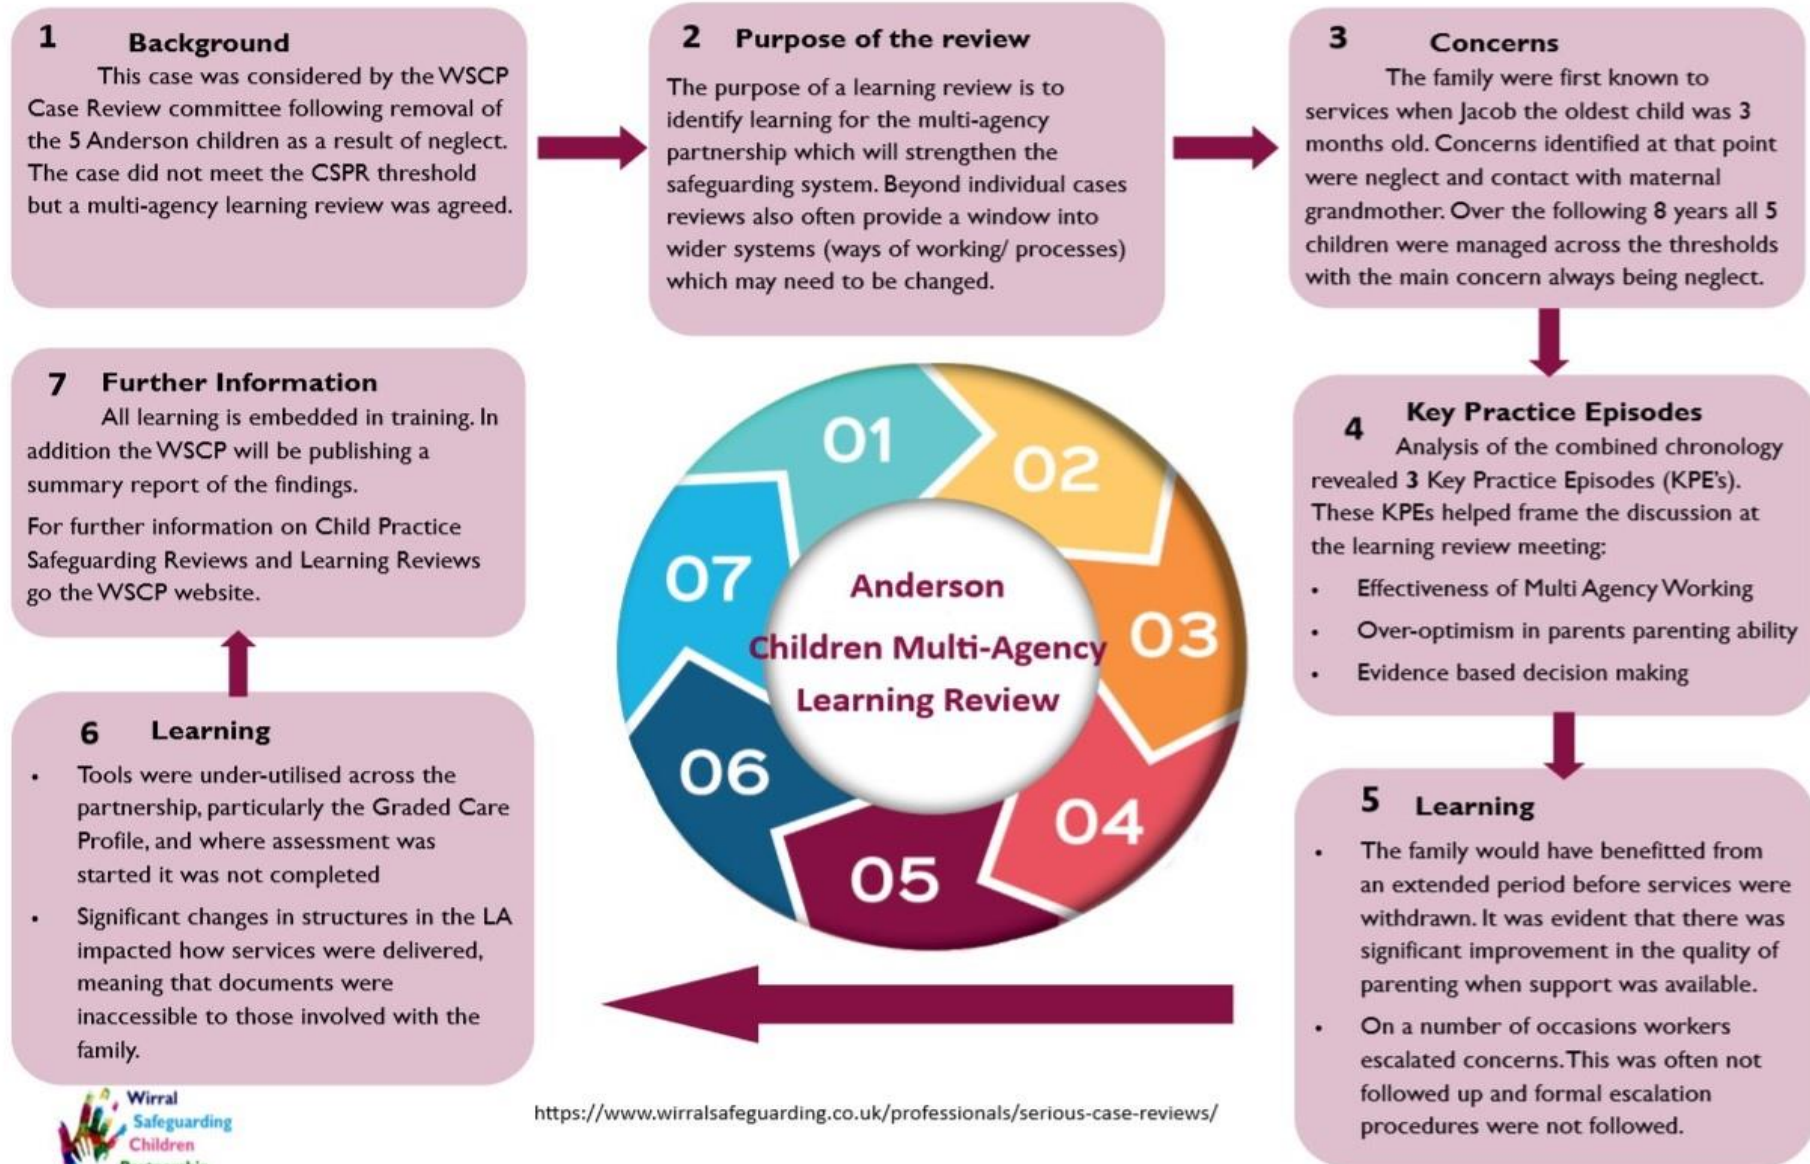 1 Background
This case was considered by the WSCP
Case Review committee following removal of
the 5 Anderson children as a result of neglect.
The case did not meet the CSPR threshold
but a multi-agency learning review was agreed.
2 Purpose of the review
The purpose of a learning review is to
identify learning for the multi-agency
partnership which will strengthen the
safeguarding system. Beyond individual cases
reviews also often provide a window into
wider systems (ways of working/ processes)
which may need to be changed.
3 Concerns
The family were first known to
services when Jacob the oldest child was 3
months old. Concerns identified at that point
were neglect and contact with maternal
grandmother. Over the following 8 years all 5
children were managed across the thresholds
with the main concern always being neglect.
4 Key Practice Episodes
Analysis of the combined chronology
revealed 3 Key Practice Episodes (KPE's).
These KPEs helped frame the discussion at
the learning review meeting:
• Effectiveness of Multi Agency Working
• Over-optimism in parents parenting ability
• Evidence based decision making
5 Learning
• The family would have benefitted from
an extended period before services were
withdrawn. It was evident that there was
significant improvement in the quality of
parenting when support was available.
• On a number of occasions workers
escalated concerns. This was often not
followed up and formal escalation
procedures were not followed.
6 Learning
• Tools were under-utilised across the
partnership, particularly the Graded Care
Profile, and where assessment was
started it was not completed
• Significant changes in structures in the LA
impacted how services were delivered,
meaning that documents were
inaccessible to those involved with the
family.
7 Further Information
All learning is embedded in training. In
addition the WSCP will be publishing a
summary report of the findings.
For further information on Child Practice
Safeguarding Reviews and Learning Reviews
go the WSCP website.
01
02
03
04
05
06
07
Anderson
Children Multi-Agency
Learning Review
Wirral
Safeguarding
Children
https://www.wirralsafeguarding.co.uk/professionals/serious-case-reviews/